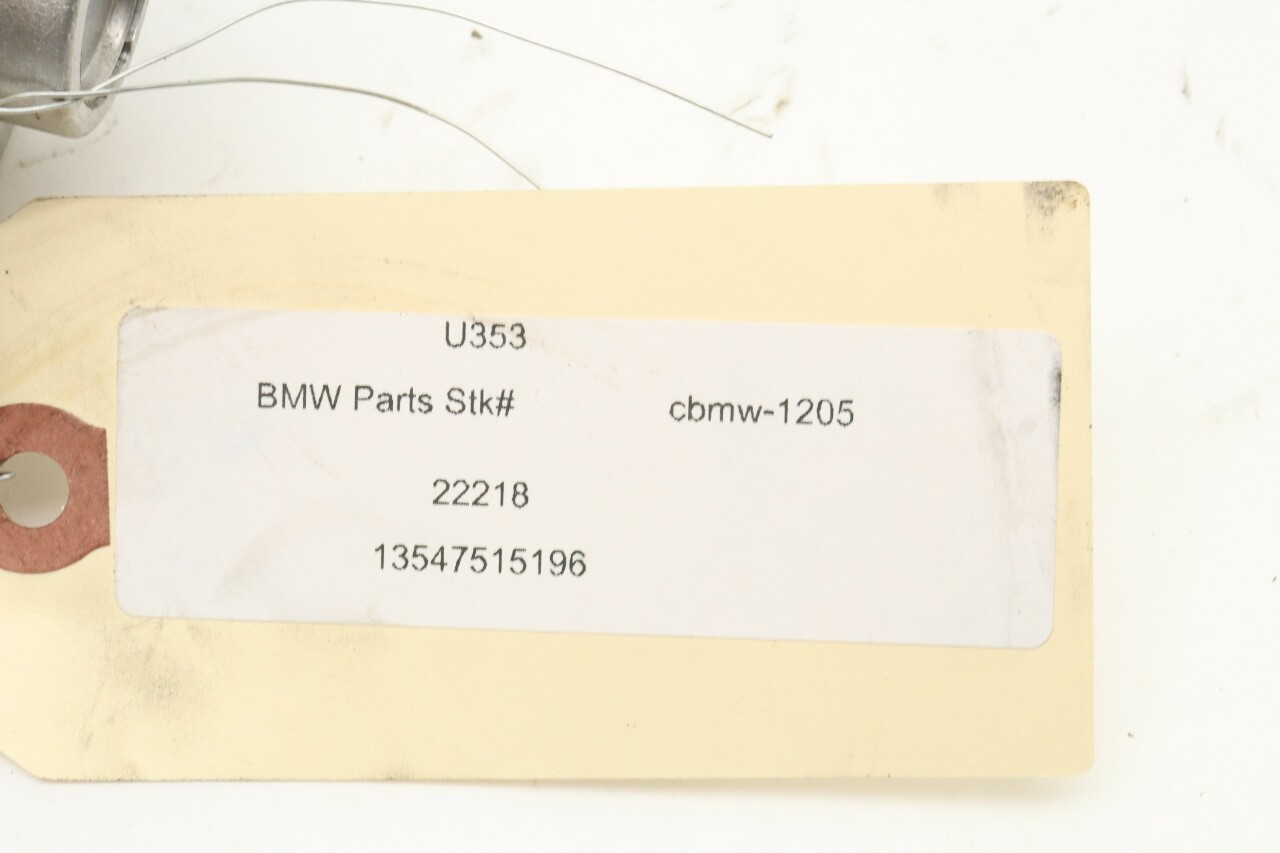 U353
BMW Parts Stk# cbmw-1205
22218
13547515196